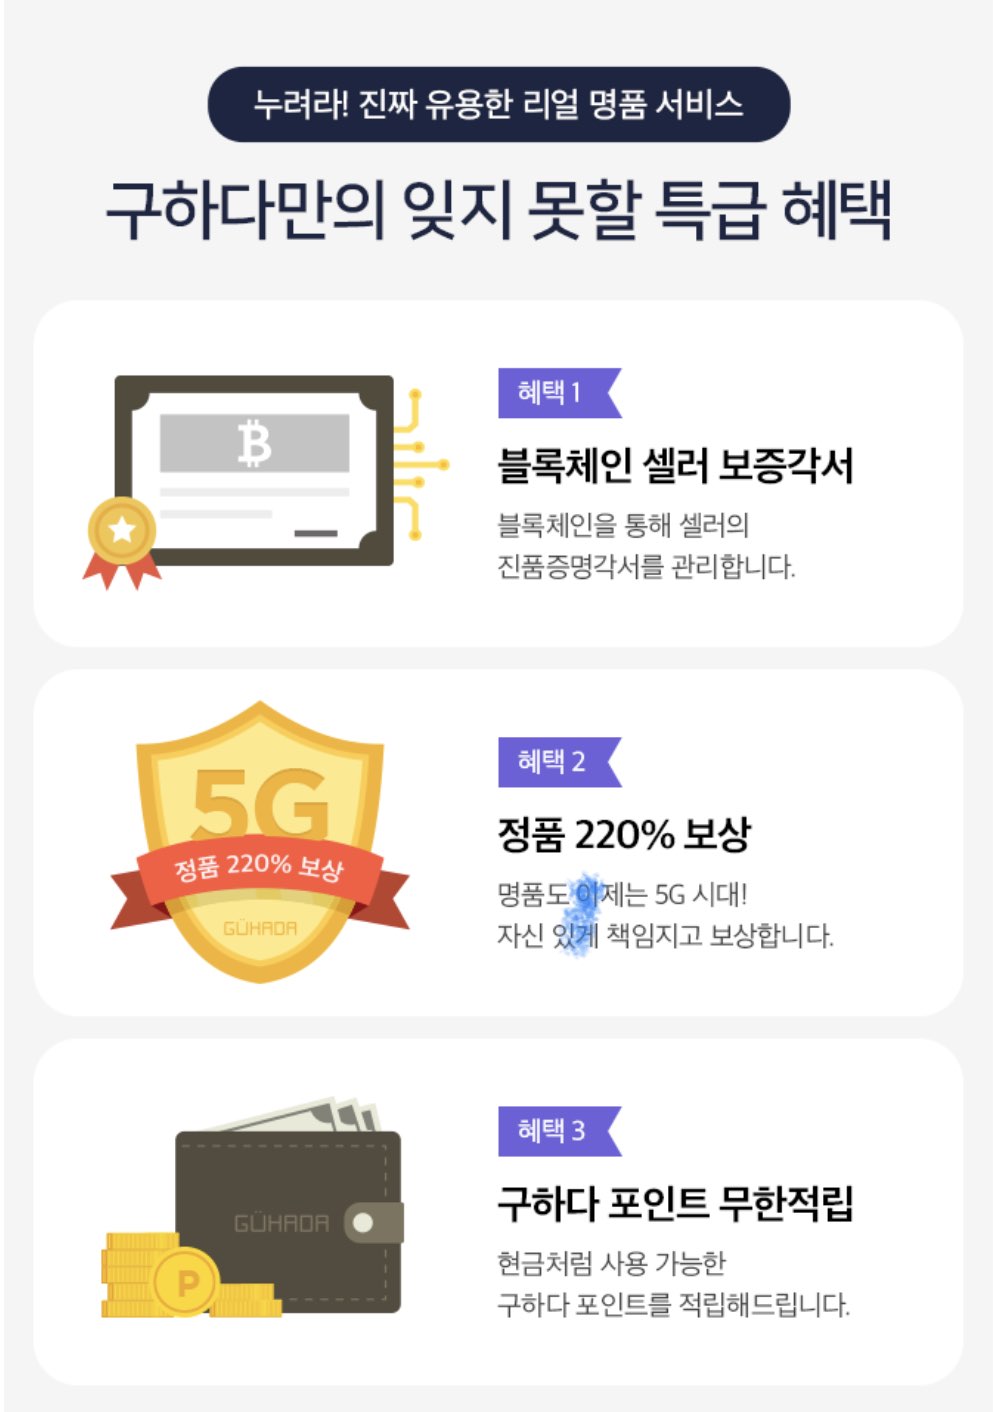 누려라! 진짜 유용한 리얼 명품 서비스
구하다만의 잊지 못할 특급 혜택
혜택 1
블록체인 셀러 보증각서
블록체인을 통해 셀러의
진품증명각서를 관리합니다.
5G
정품 220% 보상
GÜHADA
혜택 2
정품 220% 보상
명품도 이제는 5G 시대!
자신 있게 책임지고 보상합니다.
GÜHADA
P
혜택 3
구하다 포인트 무한적립
현금처럼 사용 가능한
구하다 포인트를 적립해드립니다.